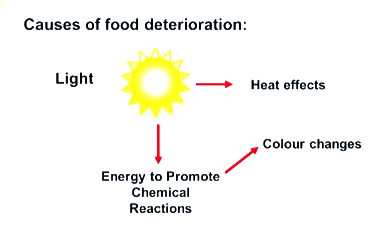 Causes of food deterioration:
Light
Heat effects
Colour changes
Energy to Promote
Chemical
Reactions